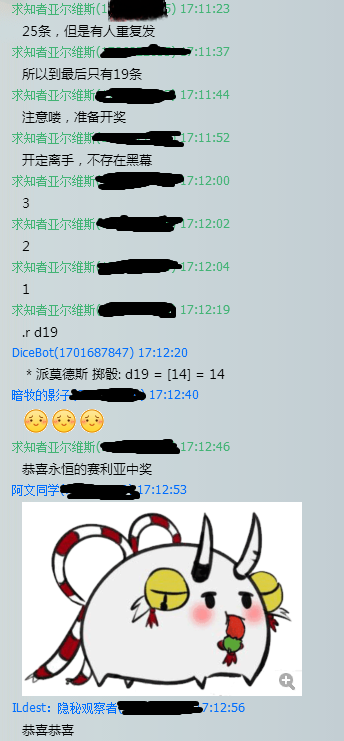 求知者亚尔维斯( 5) 17:11:23
25条，但是有人重复发
求知者亚尔维斯( ) 17:11:37
所以到最后只有19条
求知者亚尔维斯( 17:11:44
注意喽，准备开奖
求知者亚尔维斯( 17:11:52
开定离手，不存在黑幕
求知者亚尔维斯( 17:12:00
3
求知者亚尔维斯( 17:12:02
2
求知者亚尔维斯( 17:12:04
1
求知者亚尔维斯( 17:12:19
.r d19
DiceBot(1701687847) 17:12:20
* 派莫德斯 掷骰: d19 = [14] = 14
暗牧的影子( ) 17:12:40
求知者亚尔维斯( 17:12:46
恭喜永恒的赛利亚中奖
阿文同学( 17:12:53
ILdest：隐秘观察者( 7:12:56
恭喜恭喜